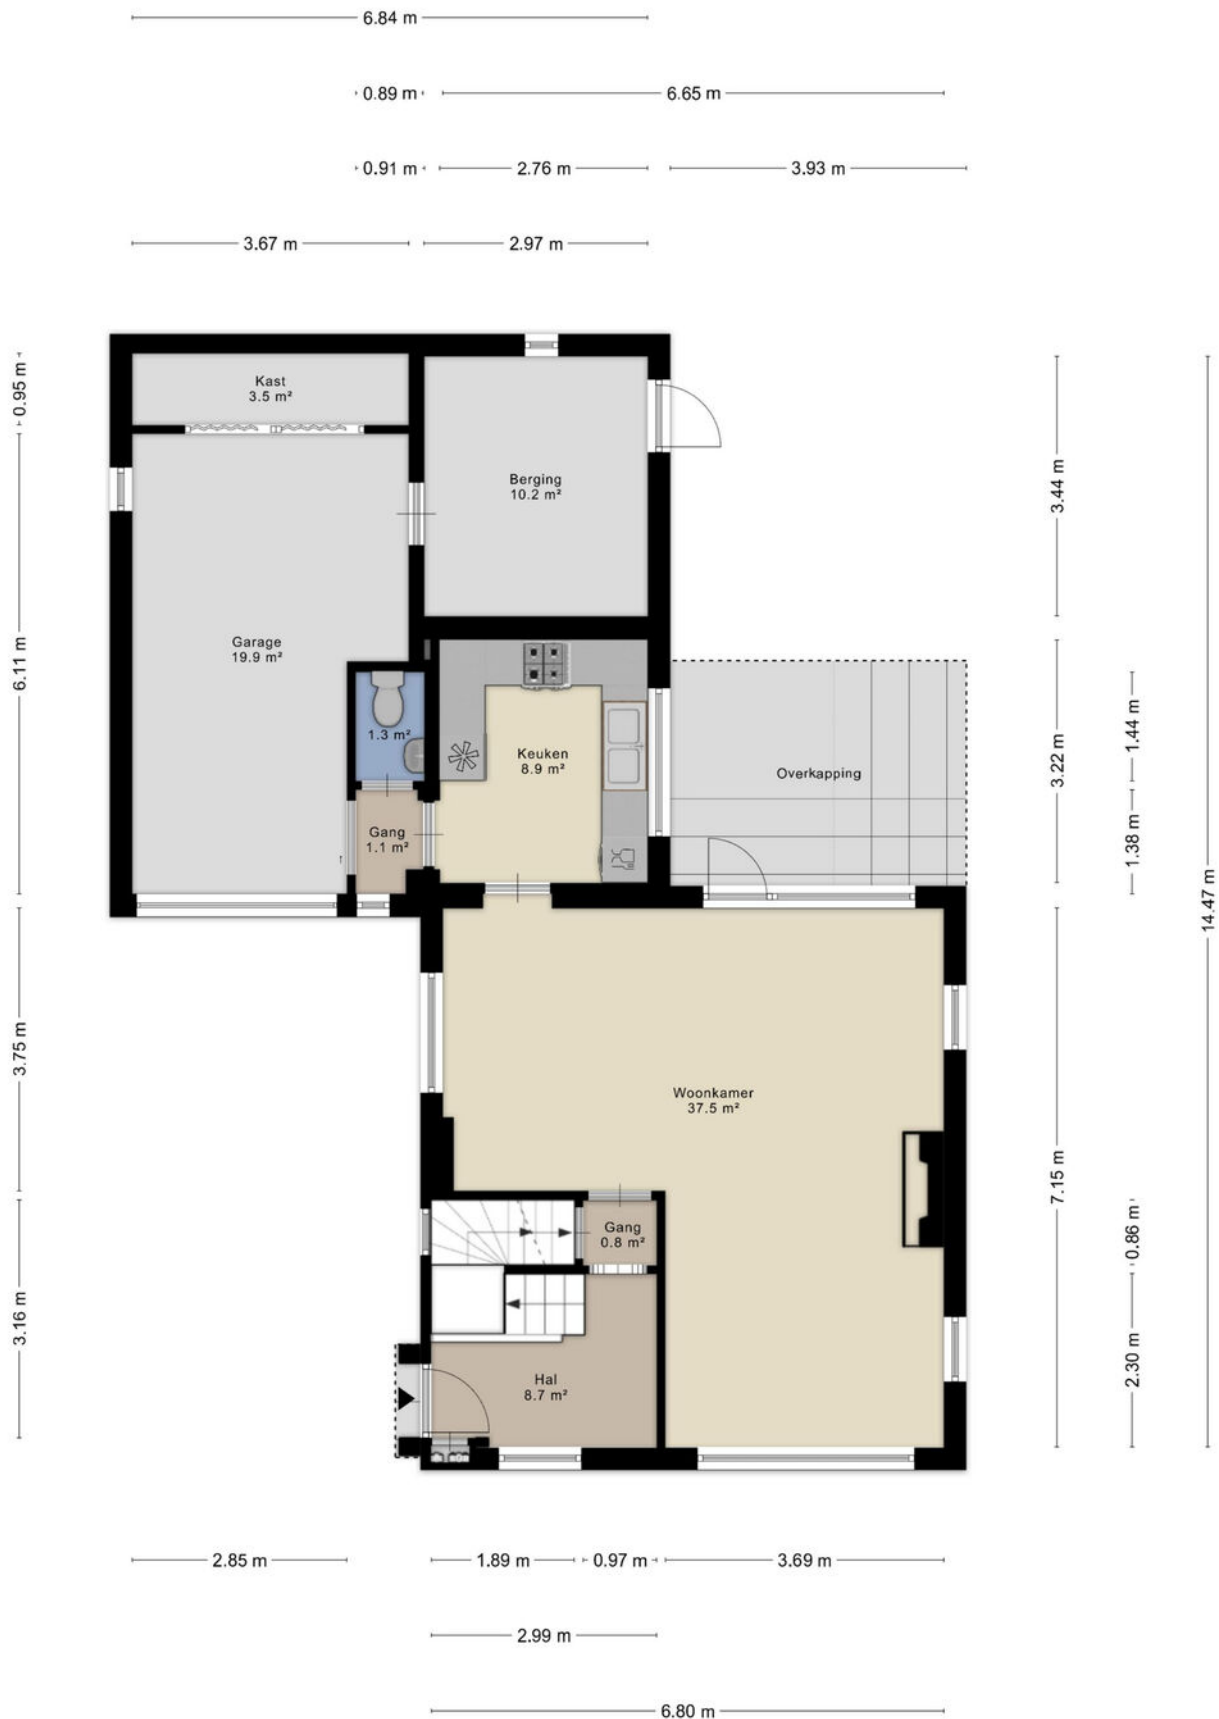 6.84 m
0.89 m
6.65 m
0.91 m
2.76 m
3.93 m
3.67 m
2.97 m
0.95 m
6.11 m
3.75 m
3.16 m
Kast
3.5 m²
Berging
10.2 m²
Garage
19.9 m²
1.3 m²
Keuken
8.9 m²
Overkapping
Gang
1.1 m²
Woonkamer
37.5 m²
Gang
0.8 m²
Hal
8.7 m²
3.44 m
3.22 m
7.15 m
1.44 m
1.38 m
0.86 m
2.30 m
14.47 m
2.85 m
1.89 m
0.97 m
3.69 m
2.99 m
6.80 m